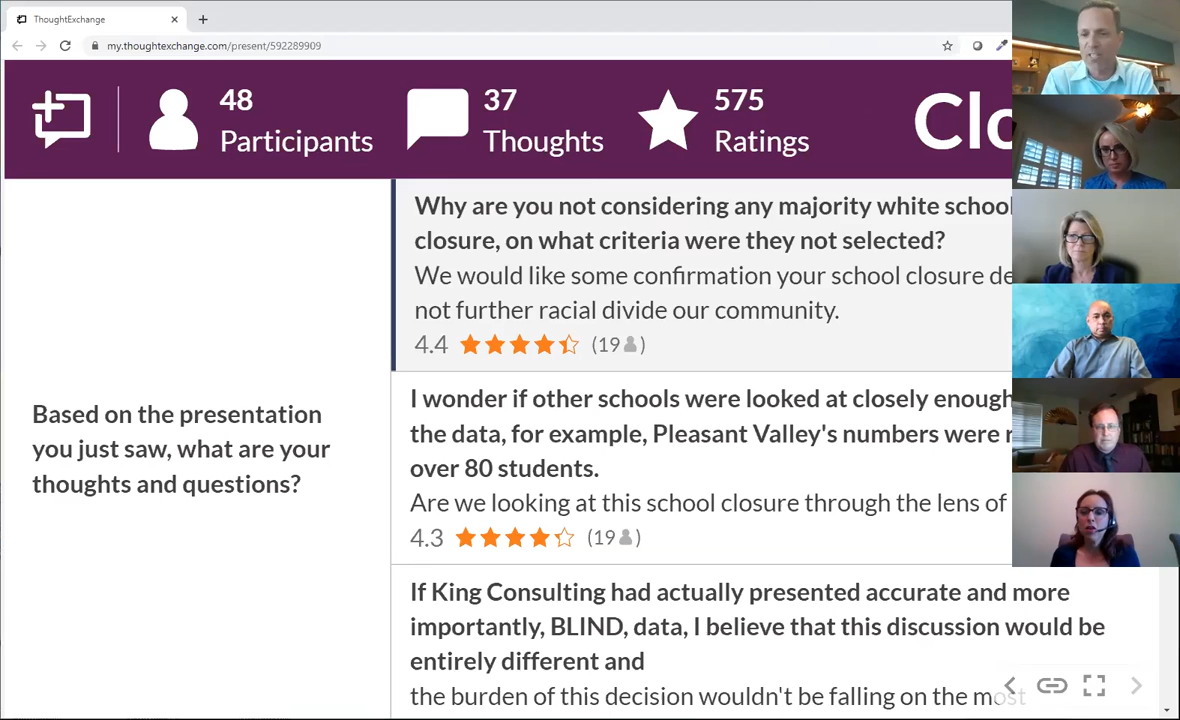 ThoughtExchange
my.thoughtexchange.com/present/592289909
48
Participants
37
Thoughts
575
Ratings
Clo
Based on the presentation
you just saw, what are your
thoughts and questions?
Why are you not considering any majority white school
closure, on what criteria were they not selected?
We would like some confirmation your school closure de
not further racial divide our community.
4.4 (19)
I wonder if other schools were looked at closely enough
the data, for example, Pleasant Valley's numbers were
over 80 students.
Are we looking at this school closure through the lens of
4.3 (19)
If King Consulting had actually presented accurate and more
importantly, BLIND, data, I believe that this discussion would be
entirely different and
the burden of this decision wouldn't be falling on the most